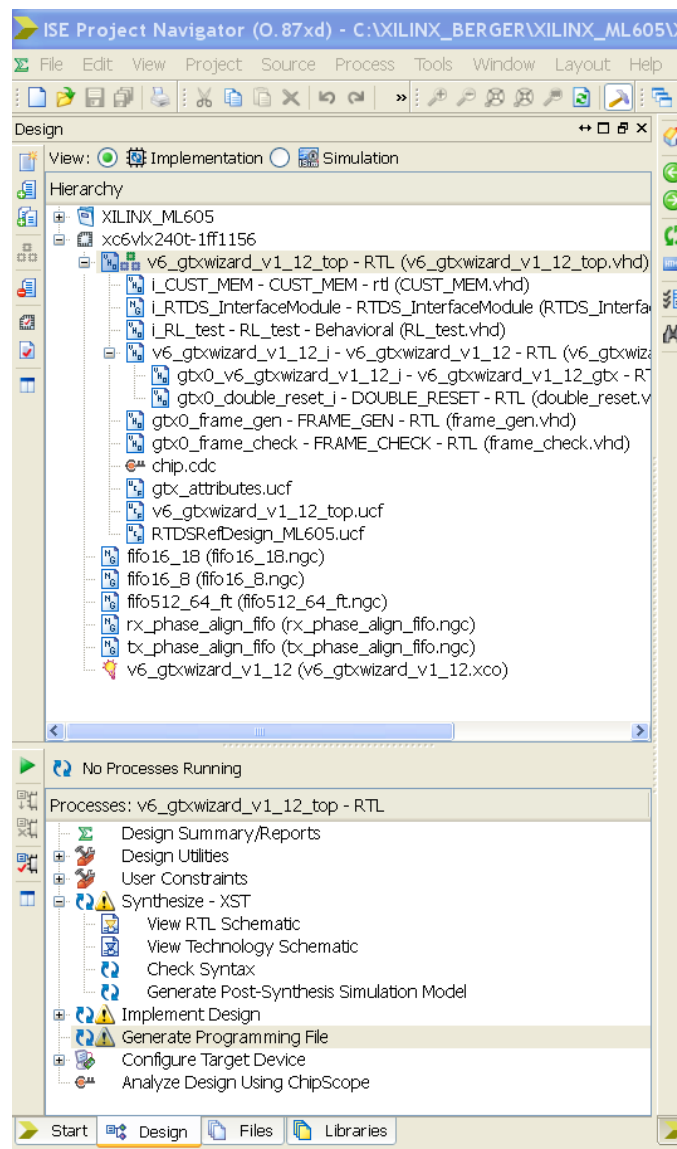 ISE Project Navigator (O.87xd) - C:\XILINX_BERGER\XILINX_ML605\
File Edit View Project Source Process Tools Window Layout Help
Design
View: Implementation Simulation
Hierarchy
XILINX_ML605
xc6vlx240t-1ff1156
v6_gtxwizard_v1_12_top - RTL (v6_gtxwizard_v1_12_top.vhd)
i_CUST_MEM - CUST_MEM - rtl (CUST_MEM.vhd)
i_RTDS_InterfaceModule - RTDS_InterfaceModule (RTDS_Interfa
i_RL_test - RL_test - Behavioral (RL_test.vhd)
v6_gtxwizard_v1_12_i - v6_gtxwizard_v1_12 - RTL (v6_gtxwiza
gtx0_v6_gtxwizard_v1_12_i - v6_gtxwizard_v1_12_gtx - RT
gtx0_double_reset_i - DOUBLE_RESET - RTL (double_reset.v
gtx0_frame_gen - FRAME_GEN - RTL (frame_gen.vhd)
gtx0_frame_check - FRAME_CHECK - RTL (frame_check.vhd)
chip.cdc
gtx_attributes.ucf
v6_gtxwizard_v1_12_top.ucf
RTDSRefDesign_ML605.ucf
fifo16_18 (fifo16_18.ngc)
fifo16_8 (fifo16_8.ngc)
fifo512_64_ft (fifo512_64_ft.ngc)
rx_phase_align_fifo (rx_phase_align_fifo.ngc)
tx_phase_align_fifo (tx_phase_align_fifo.ngc)
v6_gtxwizard_v1_12 (v6_gtxwizard_v1_12.xco)
No Processes Running
Processes: v6_gtxwizard_v1_12_top - RTL
Design Summary/Reports
Design Utilities
User Constraints
Synthesize - XST
View RTL Schematic
View Technology Schematic
Check Syntax
Generate Post-Synthesis Simulation Model
Implement Design
Generate Programming File
Configure Target Device
Analyze Design Using ChipScope
Start Design Files Libraries